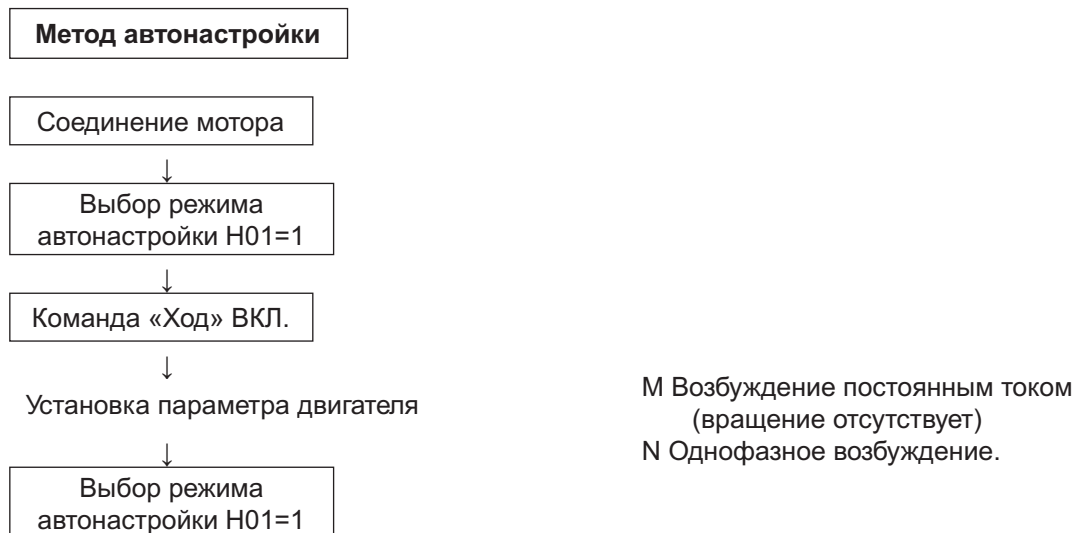 Метод автонастройки
Соединение мотора
↓
Выбор режима
автонастройки H01=1
↓
Команда «Ход» ВКЛ.
↓
Установка параметра двигателя
↓
Выбор режима
автонастройки H01=1
M Возбуждение постоянным током
(вращение отсутствует)
N Однофазное возбуждение.